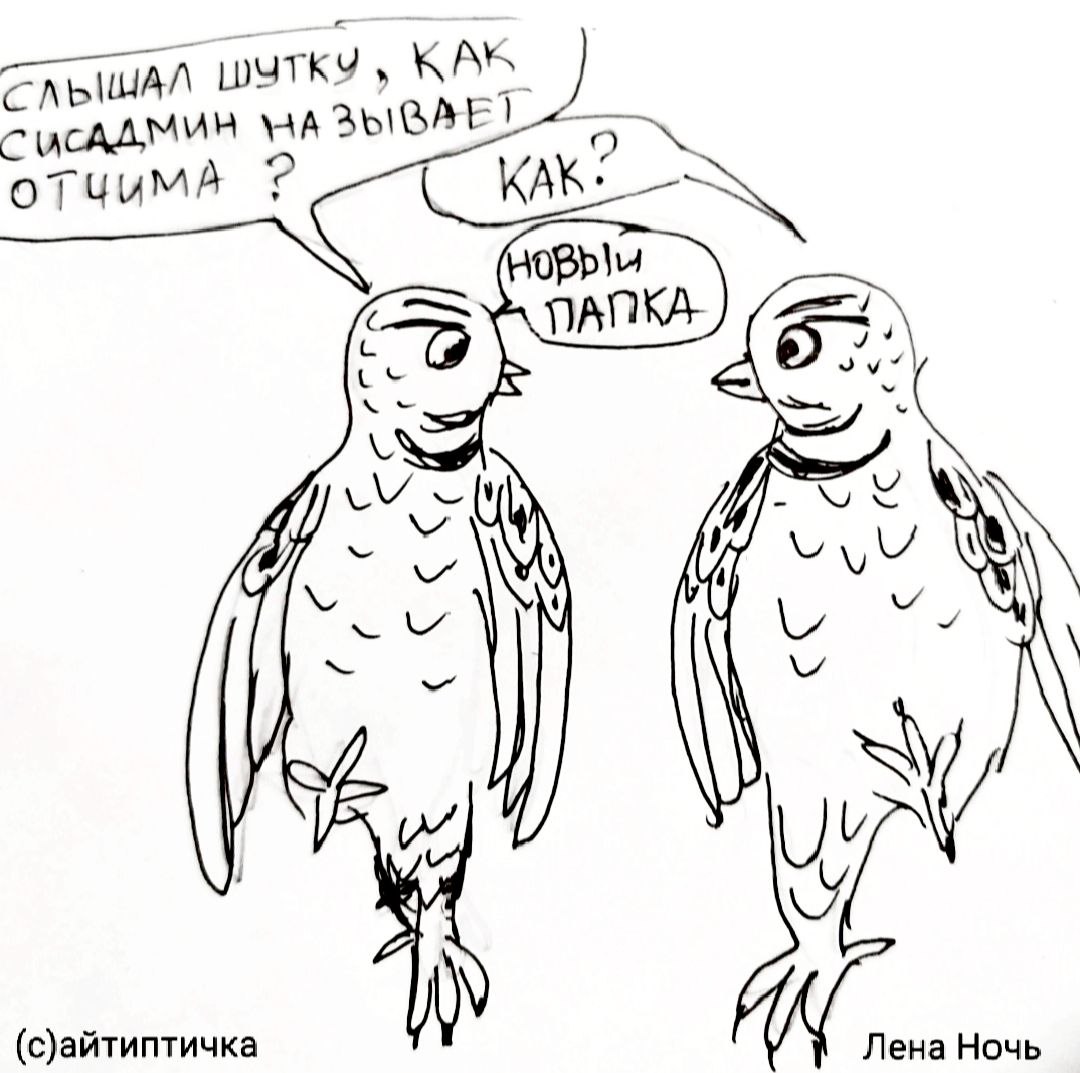 СЛЫШАЛ ШУТКУ, КАК
СИСАДМИН НАЗЫВАЕТ
ОТЧИМА?
КАК?
НОВЫЙ
ПАПКА
(с)айтиптичка
Лена Ночь